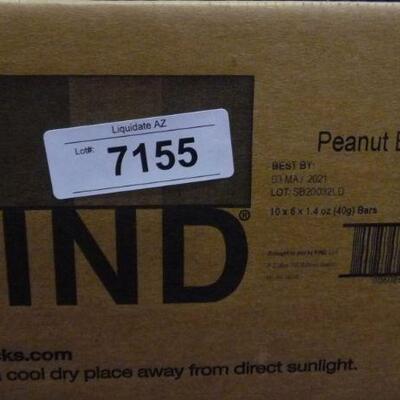 Liquidate AZ
Lot#: 7155
Peanut B
BEST BY:
03 MAY 2021
LOT: SB20032LD
10 x 6 x 1.4 oz (40g) Bars
IND®
cks.com
a cool dry place away from direct sunlight.